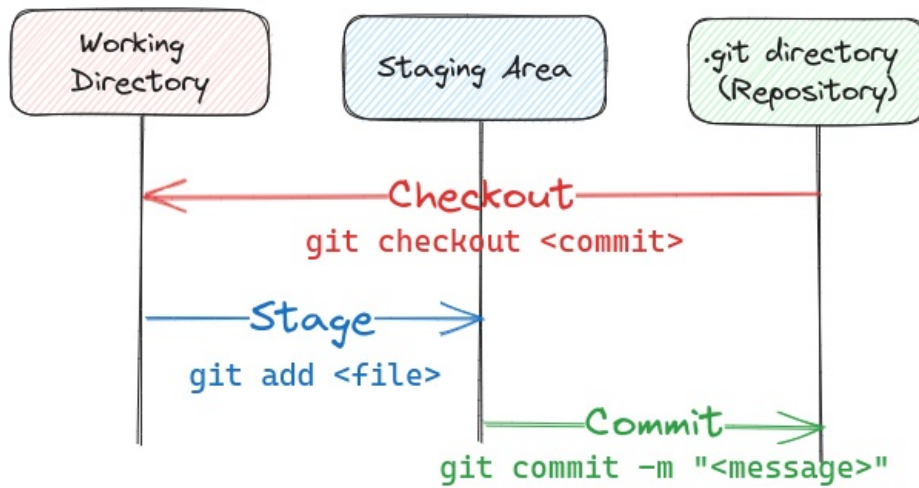 Working
Directory
Staging Area
.git directory
(Repository)
Checkout
git checkout <commit>
Stage
git add <file>
Commit
git commit -m "<message>"